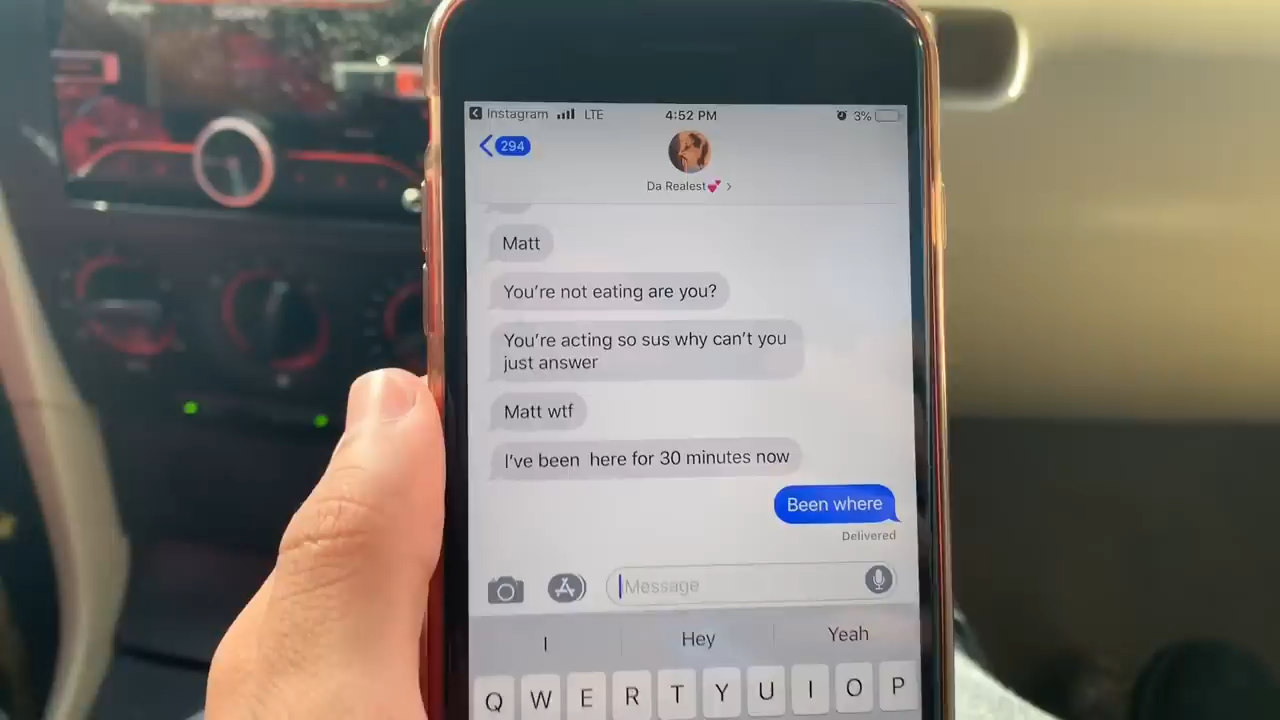 Instagram LTE 4:52 PM 3%
294
Da Realest💕 >
Matt
You're not eating are you?
You're acting so sus why can't you
just answer
Matt wtf
I've been here for 30 minutes now
Been where
Delivered
Message
I Hey Yeah
Q W E R T Y U I O P